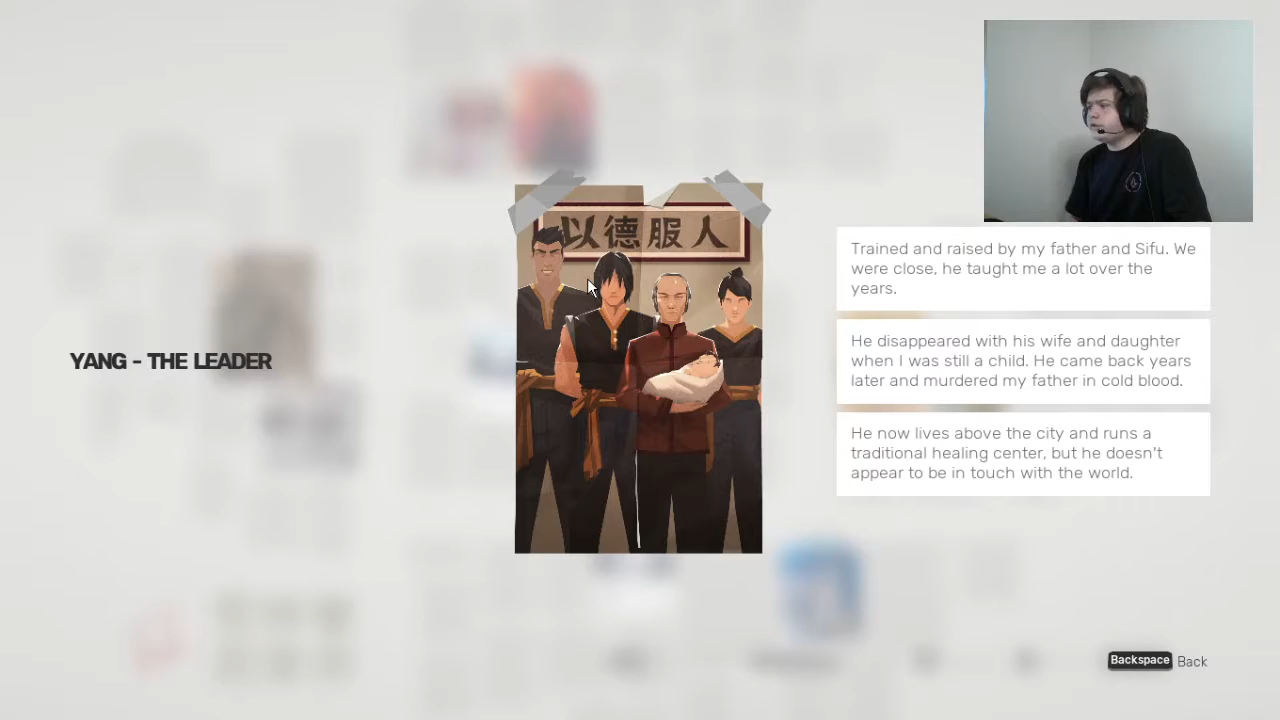 以德服人
Trained and raised by my father and Sifu. We
were close, he taught me a lot over the
years.
YANG - THE LEADER
He disappeared with his wife and daughter
when I was still a child. He came back years
later and murdered my father in cold blood.
He now lives above the city and runs a
traditional healing center, but he doesn't
appear to be in touch with the world.
Backspace Back